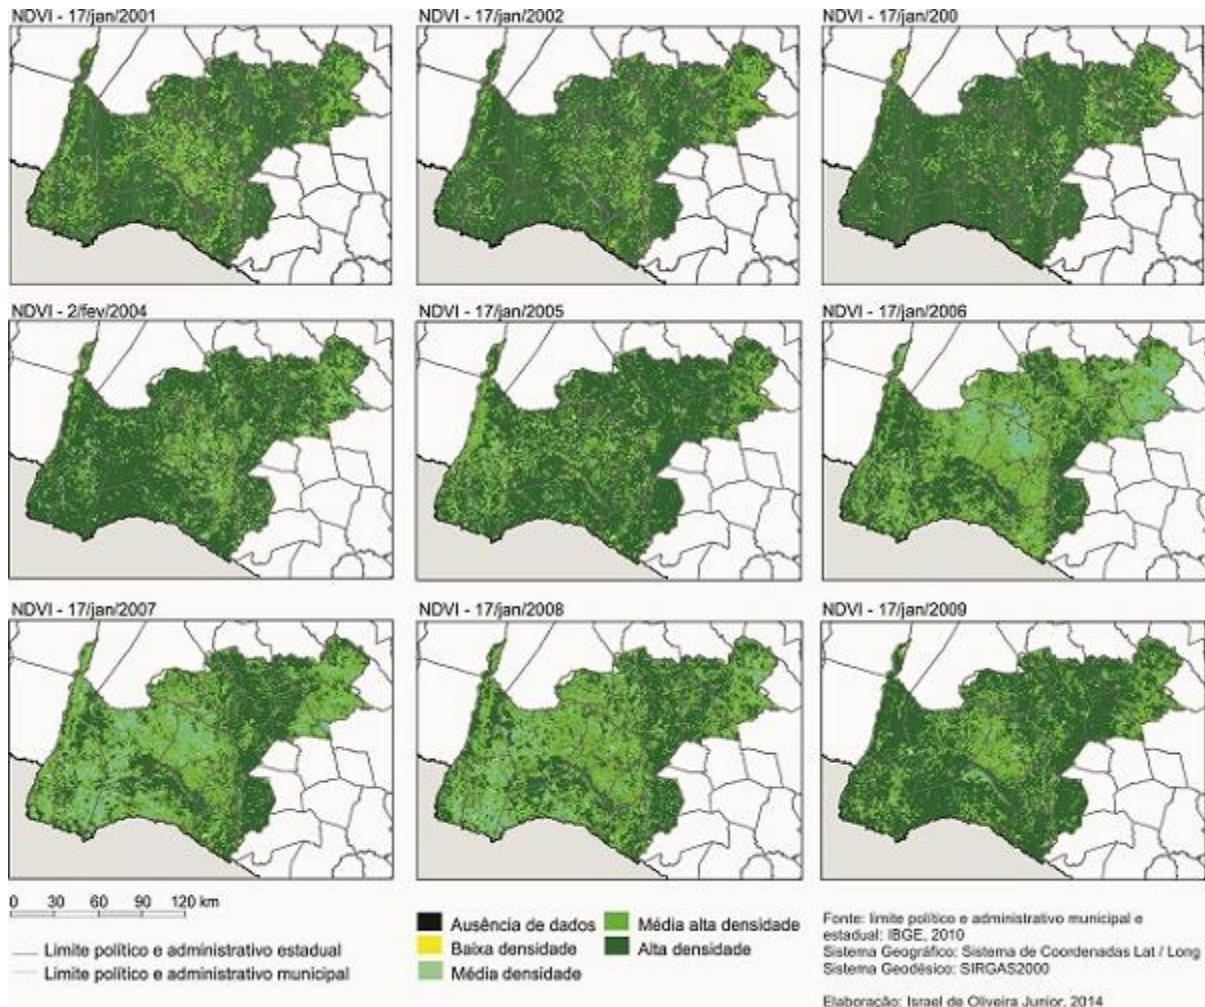 NDVI - 17/jan/2001
NDVI - 17/jan/2002
NDVI - 17/jan/200
NDVI - 2/fev/2004
NDVI - 17/jan/2005
NDVI - 17/jan/2006
NDVI - 17/jan/2007
NDVI - 17/jan/2008
NDVI - 17/jan/2009
0 30 60 90 120 km
Limite político e administrativo estadual
Limite político e administrativo municipal
Ausência de dados
Baixa densidade
Média densidade
Média alta densidade
Alta densidade
Fonte: limite político e administrativo municipal e
estadual: IBGE, 2010
Sistema Geográfico: Sistema de Coordenadas Lat / Long
Sistema Geodésico: SIRGAS2000
Elaboração: Israel de Oliveira Junior, 2014